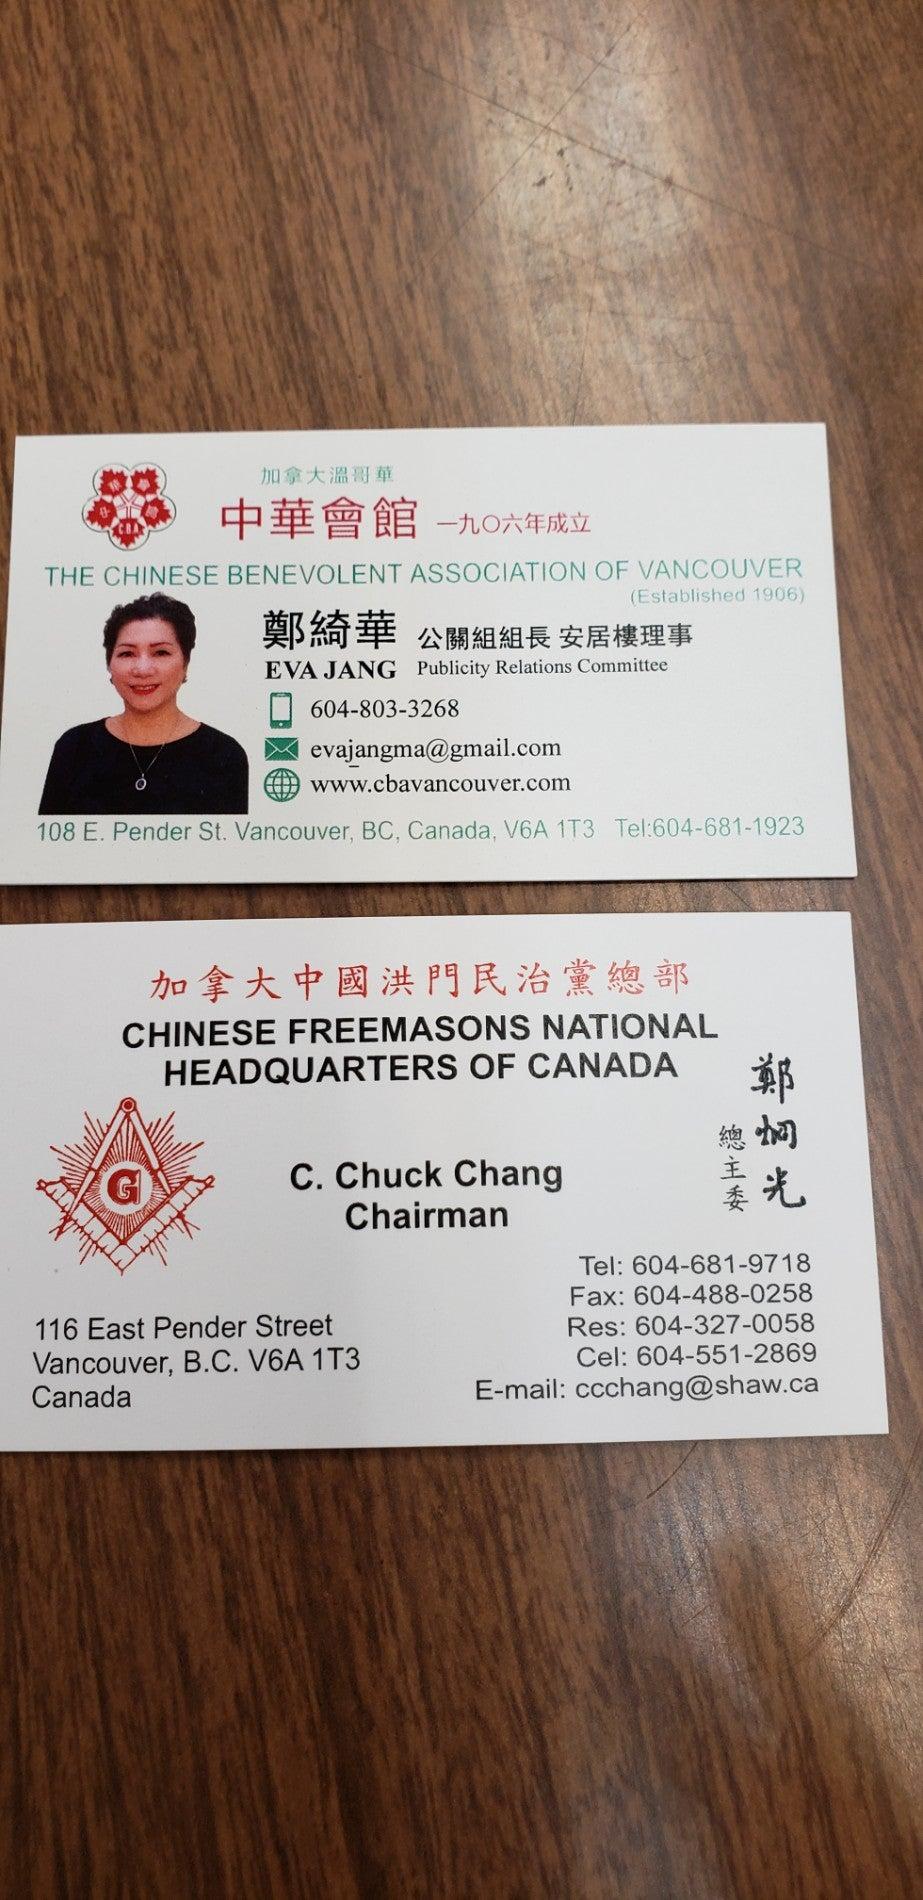 加拿大溫哥華
中華會館 一九〇六年成立
THE CHINESE BENEVOLENT ASSOCIATION OF VANCOUVER
(Established 1906)
C.B.A.
鄭綺華 公關組組長 安居樓理事
EVA JANG Publicity Relations Committee
604-803-3268
evajangma@gmail.com
www.cbavancouver.com
108 E. Pender St. Vancouver, BC, Canada, V6A 1T3 Tel:604-681-1923
加拿大中國洪門民治黨總部
CHINESE FREEMASONS NATIONAL
HEADQUARTERS OF CANADA
G
C. Chuck Chang
Chairman
鄭炯光
總主委
116 East Pender Street
Vancouver, B.C. V6A 1T3
Canada
Tel: 604-681-9718
Fax: 604-488-0258
Res: 604-327-0058
Cel: 604-551-2869
E-mail: ccchang@shaw.ca